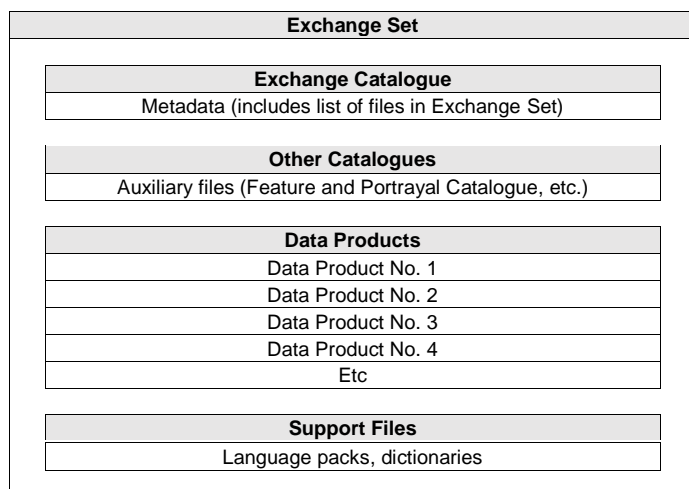 Exchange Set
Exchange Catalogue
Metadata (includes list of files in Exchange Set)
Other Catalogues
Auxiliary files (Feature and Portrayal Catalogue, etc.)
Data Products
Data Product No. 1
Data Product No. 2
Data Product No. 3
Data Product No. 4
Etc
Support Files
Language packs, dictionaries